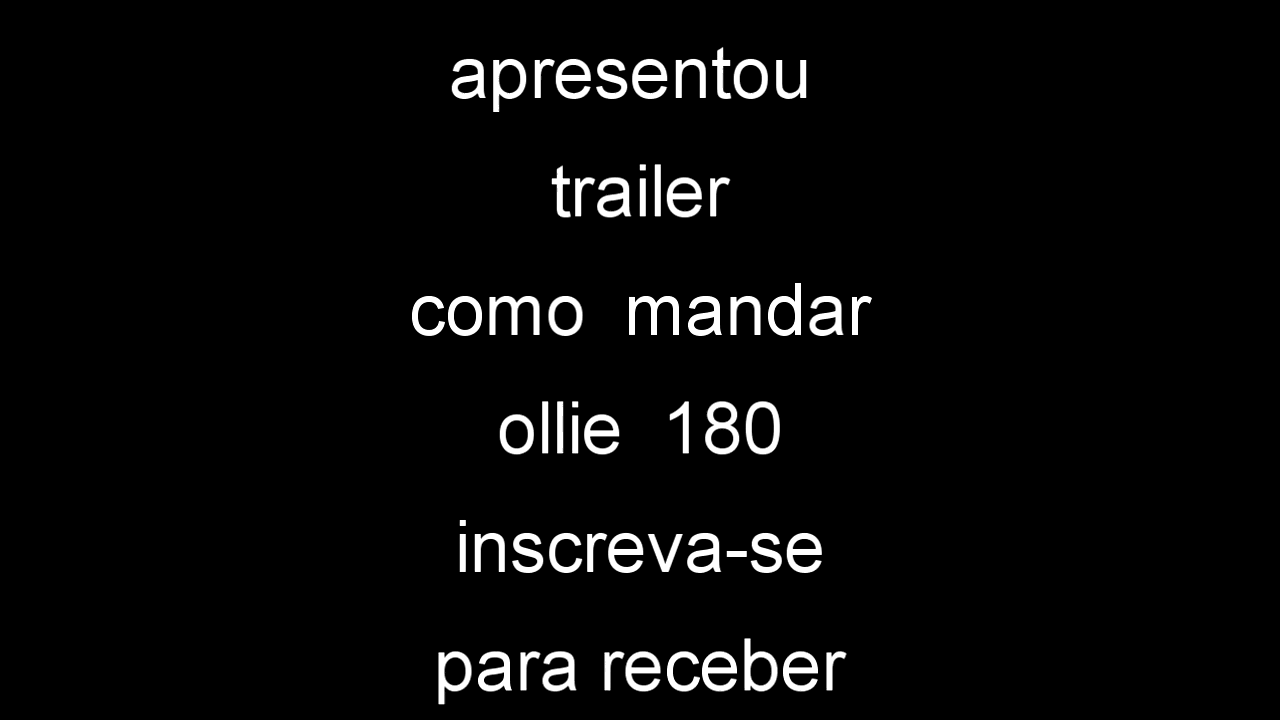 apresentou
trailer
como mandar
ollie 180
inscreva-se
para receber